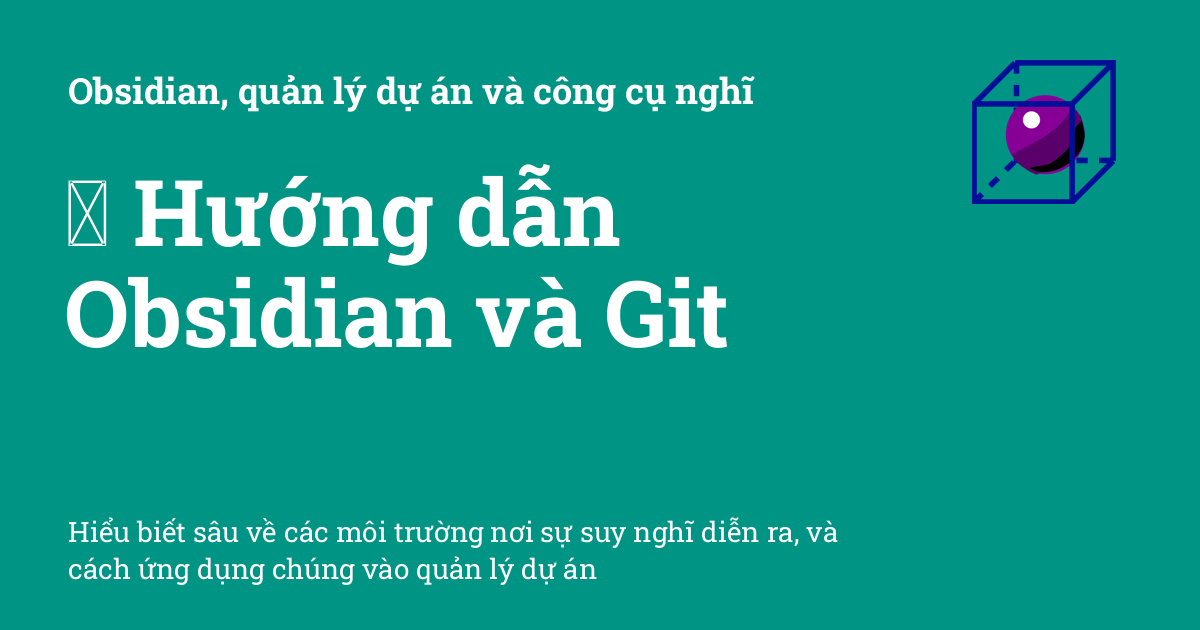 Obsidian, quản lý dự án và công cụ nghĩ
Hướng dẫn
Obsidian và Git
Hiểu biết sâu về các môi trường nơi sự suy nghĩ diễn ra, và
cách ứng dụng chúng vào quản lý dự án